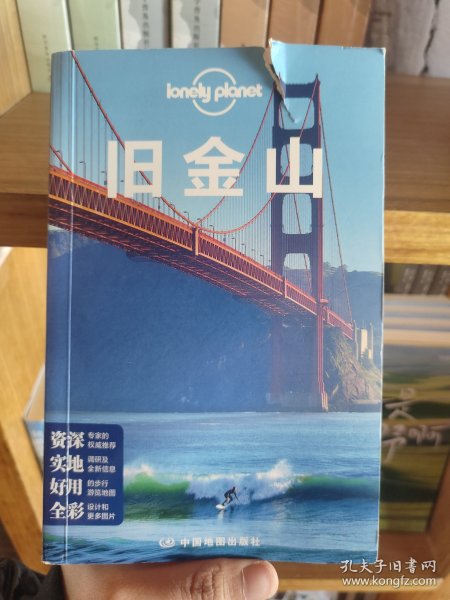 lonely planet
旧金山
资深 专家的
权威推荐
实地 调研及
全新信息
好用 的步行
游览地图
全彩 设计和
更多图片
中国地图出版社
孔夫子旧书网
www.kongfz.com